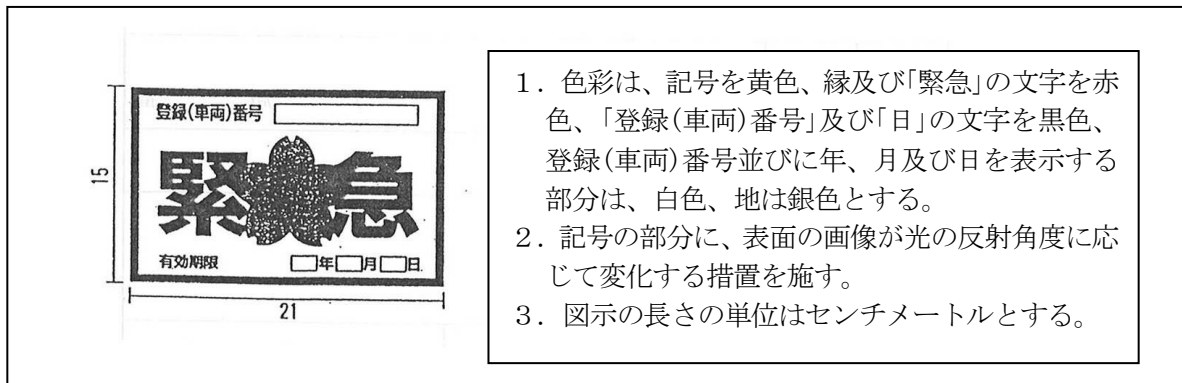 登録(車両)番号
緊急
有効期限 年 月 日
15
21
１．色彩は、記号を黄色、縁及び「緊急」の文字を赤
色、「登録(車両)番号」及び「日」の文字を黒色、
登録(車両)番号並びに年、月及び日を表示する
部分は、白色、地は銀色とする。
２．記号の部分に、表面の画像が光の反射角度に応
じて変化する措置を施す。
３．図示の長さの単位はセンチメートルとする。